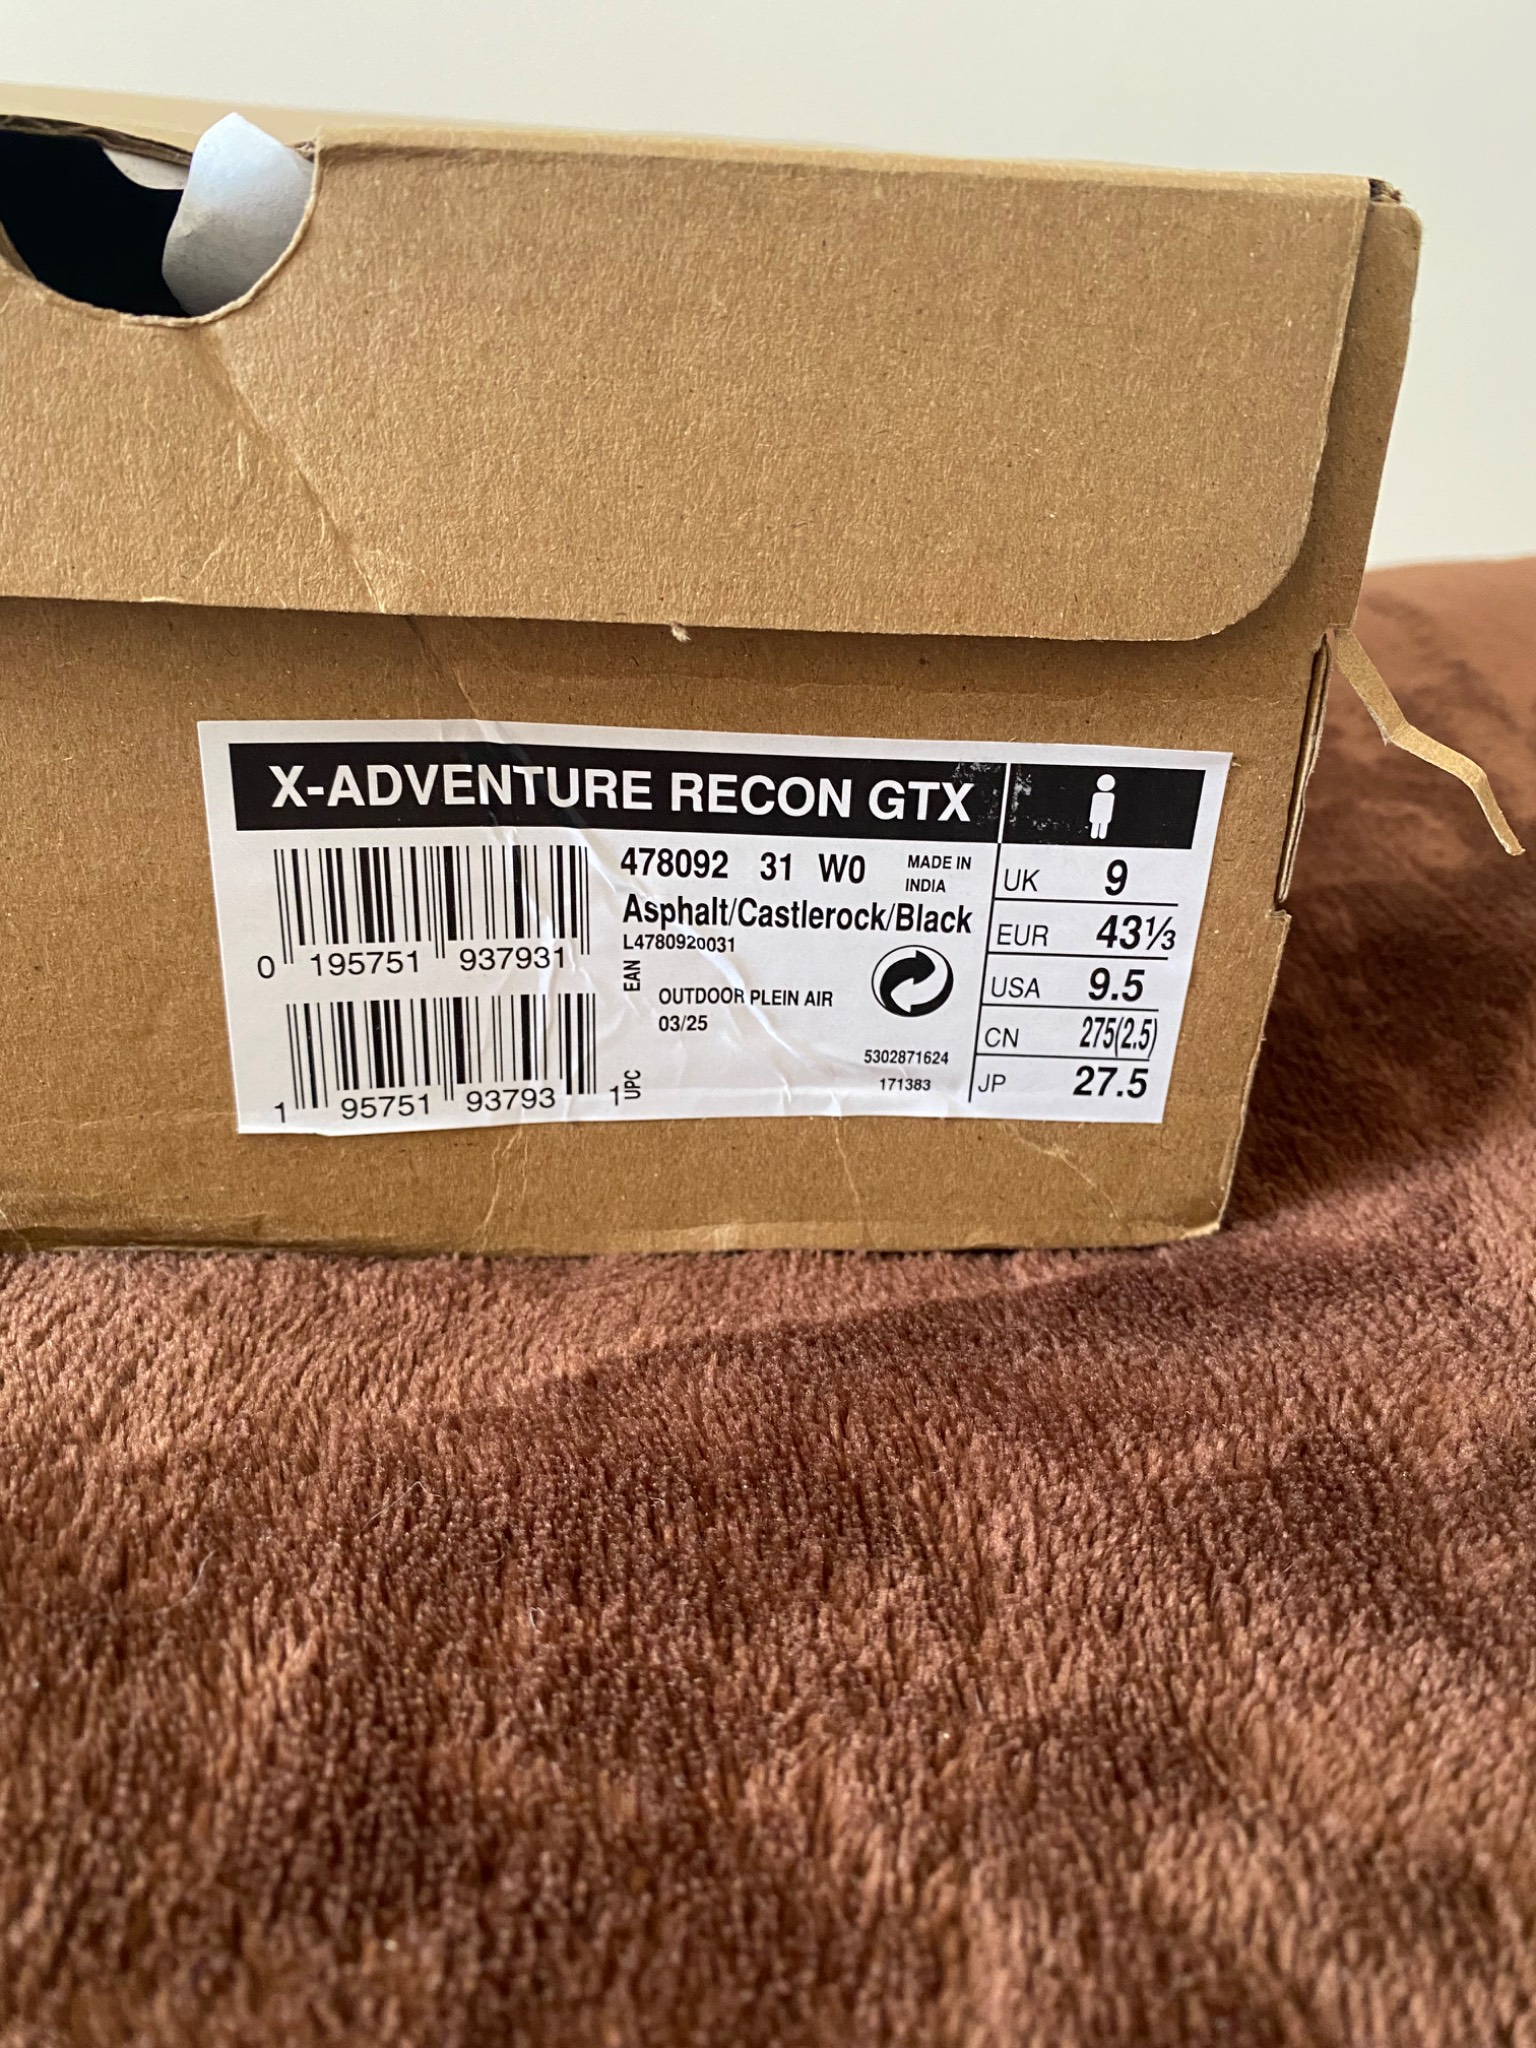 X-ADVENTURE RECON GTX
0 195751 937931
1 95751 93793 1
EAN
UPC
478092 31 W0
MADE IN
INDIA
Asphalt/Castlerock/Black
L4780920031
OUTDOOR PLEIN AIR
03/25
5302871624
171383
UK 9
EUR 43⅓
USA 9.5
CN 275(2.5)
JP 27.5